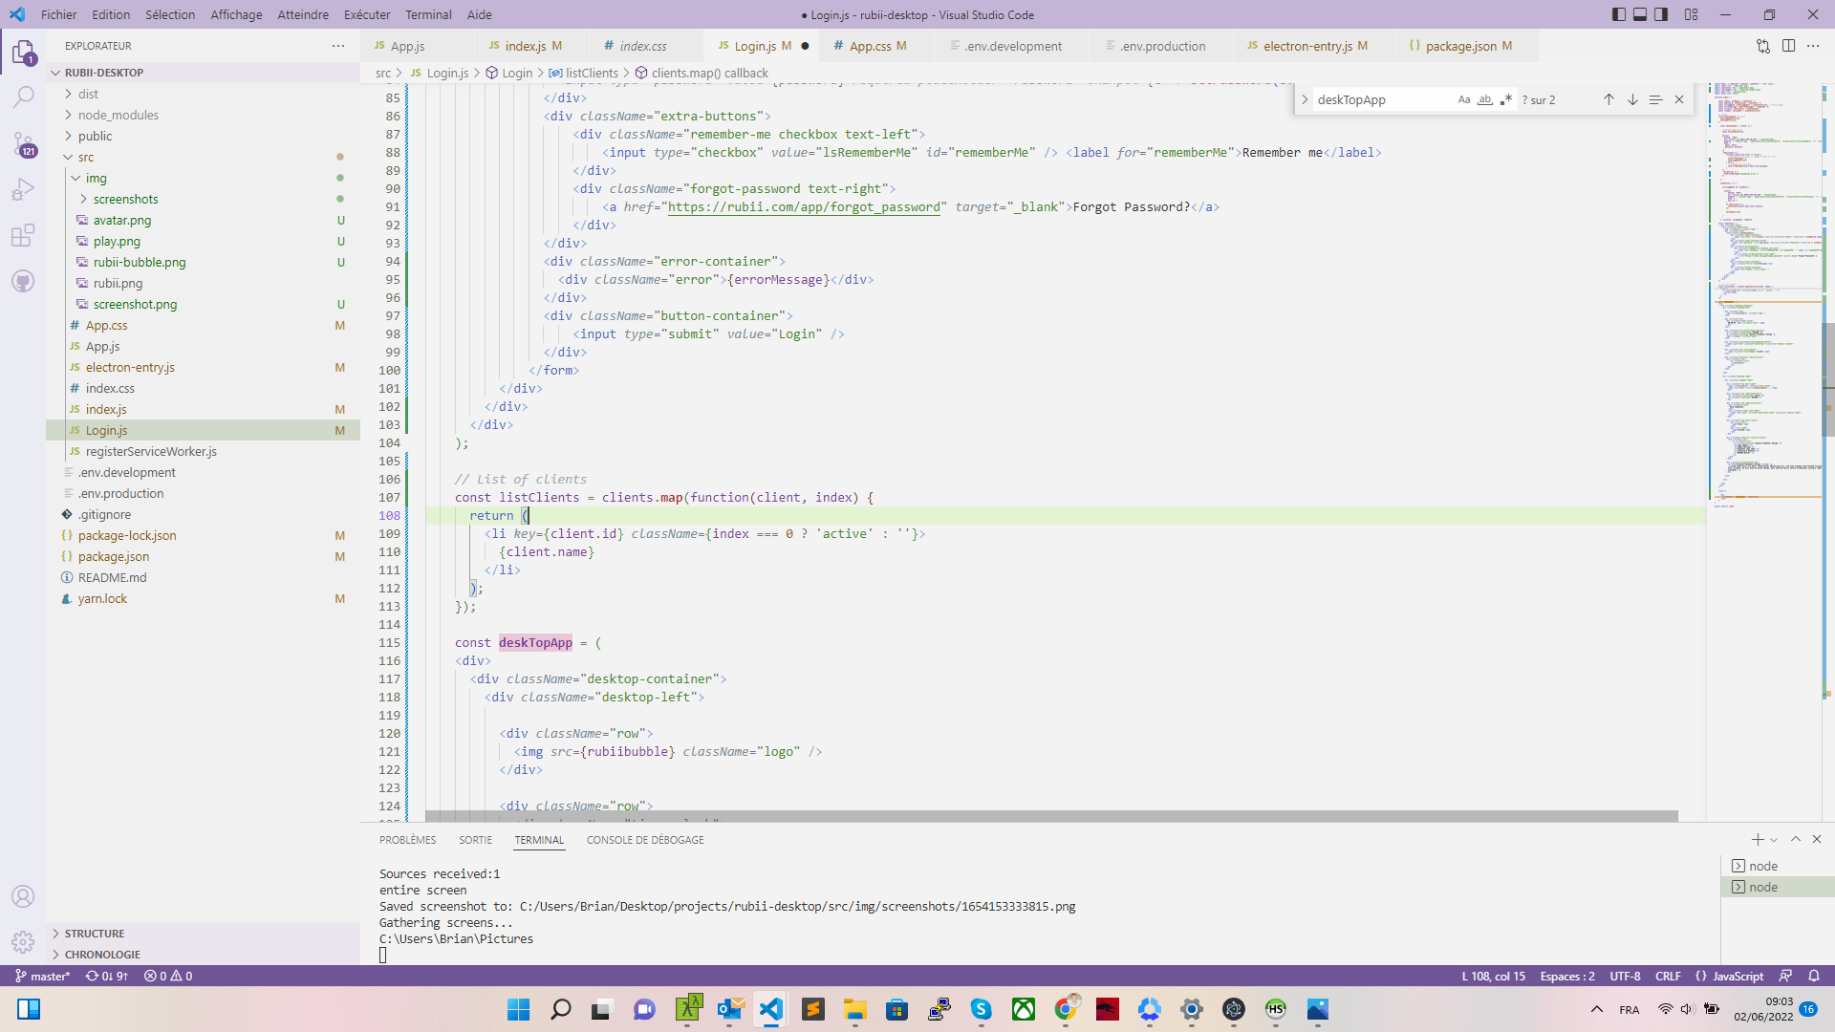 Fichier Edition Sélection Affichage Atteindre Exécuter Terminal Aide
● Login.js - rubii-desktop - Visual Studio Code
EXPLORATEUR
App.js
index.js M
index.css
Login.js M
App.css M
.env.development
.env.production
electron-entry.js M
package.json M
src > Login.js > Login > listClients > clients.map() callback
deskTopApp
Aa ab ? sur 2
RUBII-DESKTOP
dist
node_modules
public
src
img
screenshots
avatar.png U
play.png U
rubii-bubble.png U
rubii.png
screenshot.png U
App.css M
App.js
electron-entry.js M
index.css
index.js M
Login.js M
registerServiceWorker.js
.env.development
.env.production
.gitignore
package-lock.json M
package.json M
README.md
yarn.lock M
STRUCTURE
CHRONOLOGIE
1
121
85 </div>
86 <div className="extra-buttons">
87 <div className="remember-me checkbox text-left">
88 <input type="checkbox" value="lsRememberMe" id="rememberMe" /> <label for="rememberMe">Remember me</label>
89 </div>
90 <div className="forgot-password text-right">
91 <a href="https://rubii.com/app/forgot_password" target="_blank">Forgot Password?</a>
92 </div>
93 </div>
94 <div className="error-container">
95 <div className="error">{errorMessage}</div>
96 </div>
97 <div className="button-container">
98 <input type="submit" value="Login" />
99 </div>
100 </form>
101 </div>
102 </div>
103 </div>
104 );
105
106 // List of clients
107 const listClients = clients.map(function(client, index) {
108 return (
109 <li key={client.id} className={index === 0 ? 'active' : ''}>
110 {client.name}
111 </li>
112 );
113 });
114
115 const deskTopApp = (
116 <div>
117 <div className="desktop-container">
118 <div className="desktop-left">
119
120 <div className="row">
121 <img src={rubiibubble} className="logo" />
122 </div>
123
124 <div className="row">
PROBLÈMES SORTIE TERMINAL CONSOLE DE DÉBOGAGE
Sources received:1
entire screen
Saved screenshot to: C:/Users/Brian/Desktop/projects/rubii-desktop/src/img/screenshots/1654153333815.png
Gathering screens...
C:\Users\Brian\Pictures
node
node
master* 0↓ 9↑ 0 0
L 108, col 15 Espaces : 2 UTF-8 CRLF {} JavaScript
FRA
09:03
02/06/2022
16